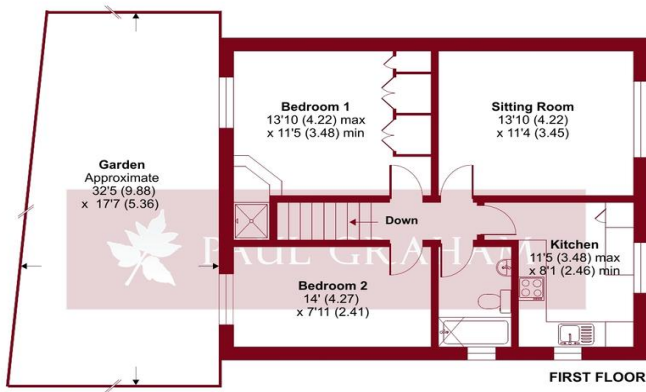 Bedroom 1
13'10 (4.22) max
x 11'5 (3.48) min
Sitting Room
13'10 (4.22)
x 11'4 (3.45)
Garden
Approximate
32'5 (9.88)
x 17'7 (5.36)
Down
PAUL GRAHAM
Kitchen
11'5 (3.48) max
x 8'1 (2.46) min
Bedroom 2
14' (4.27)
x 7'11 (2.41)
FIRST FLOOR